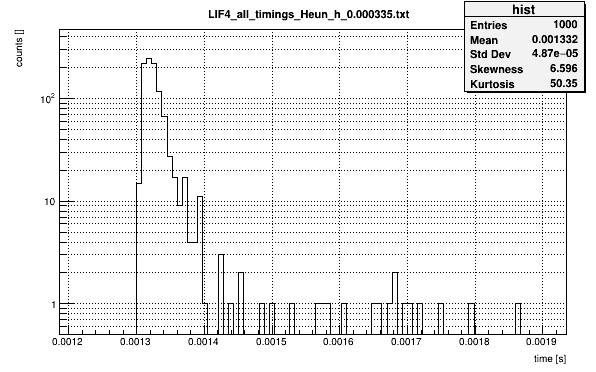 LIF4_all_timings_Heun_h_0.000335.txt
hist
Entries 1000
Mean 0.001332
Std Dev 4.87e−05
Skewness 6.596
Kurtosis 50.35
counts []
10²
10
1
0.0012 0.0013 0.0014 0.0015 0.0016 0.0017 0.0018 0.0019
time [s]